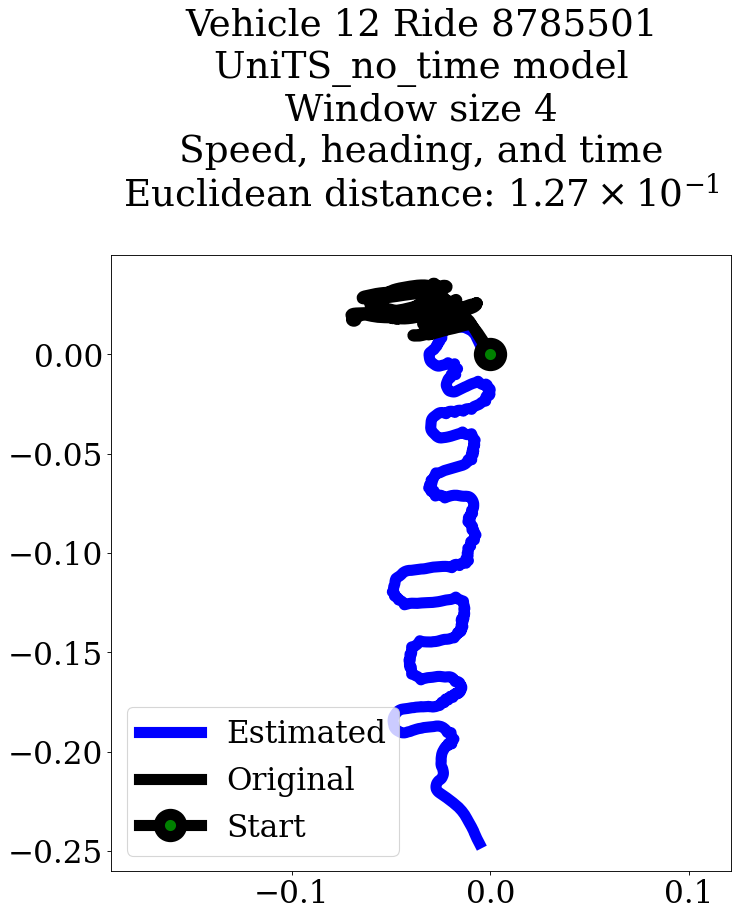 Vehicle 12 Ride 8785501
UniTS_no_time model
Window size 4
Speed, heading, and time
Euclidean distance: 1.27 × 10⁻¹
0.00
−0.05
−0.10
−0.15
−0.20
−0.25
Estimated
Original
Start
−0.1
0.0
0.1